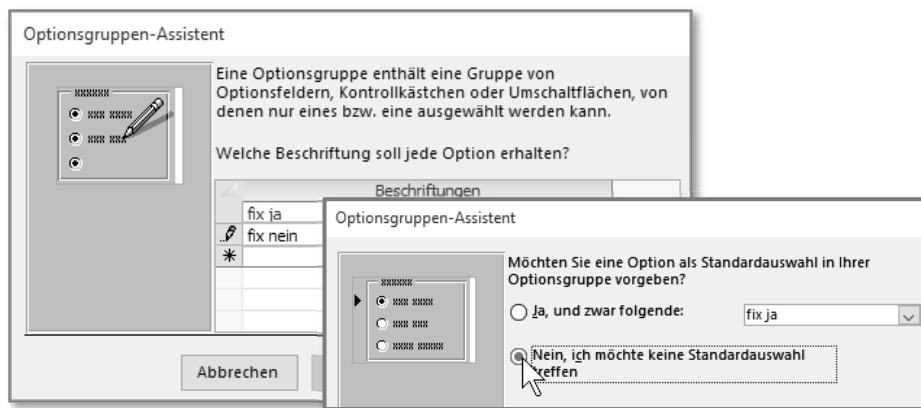 Optionsgruppen-Assistent
Eine Optionsgruppe enthält eine Gruppe von
Optionsfeldern, Kontrollkästchen oder Umschaltflächen, von
denen nur eines bzw. eine ausgewählt werden kann.
Welche Beschriftung soll jede Option erhalten?
Beschriftungen
fix ja
fix nein
Abbrechen
Optionsgruppen-Assistent
Möchten Sie eine Option als Standardauswahl in Ihrer
Optionsgruppe vorgeben?
Ja, und zwar folgende:
fix ja
Nein, ich möchte keine Standardauswahl
treffen